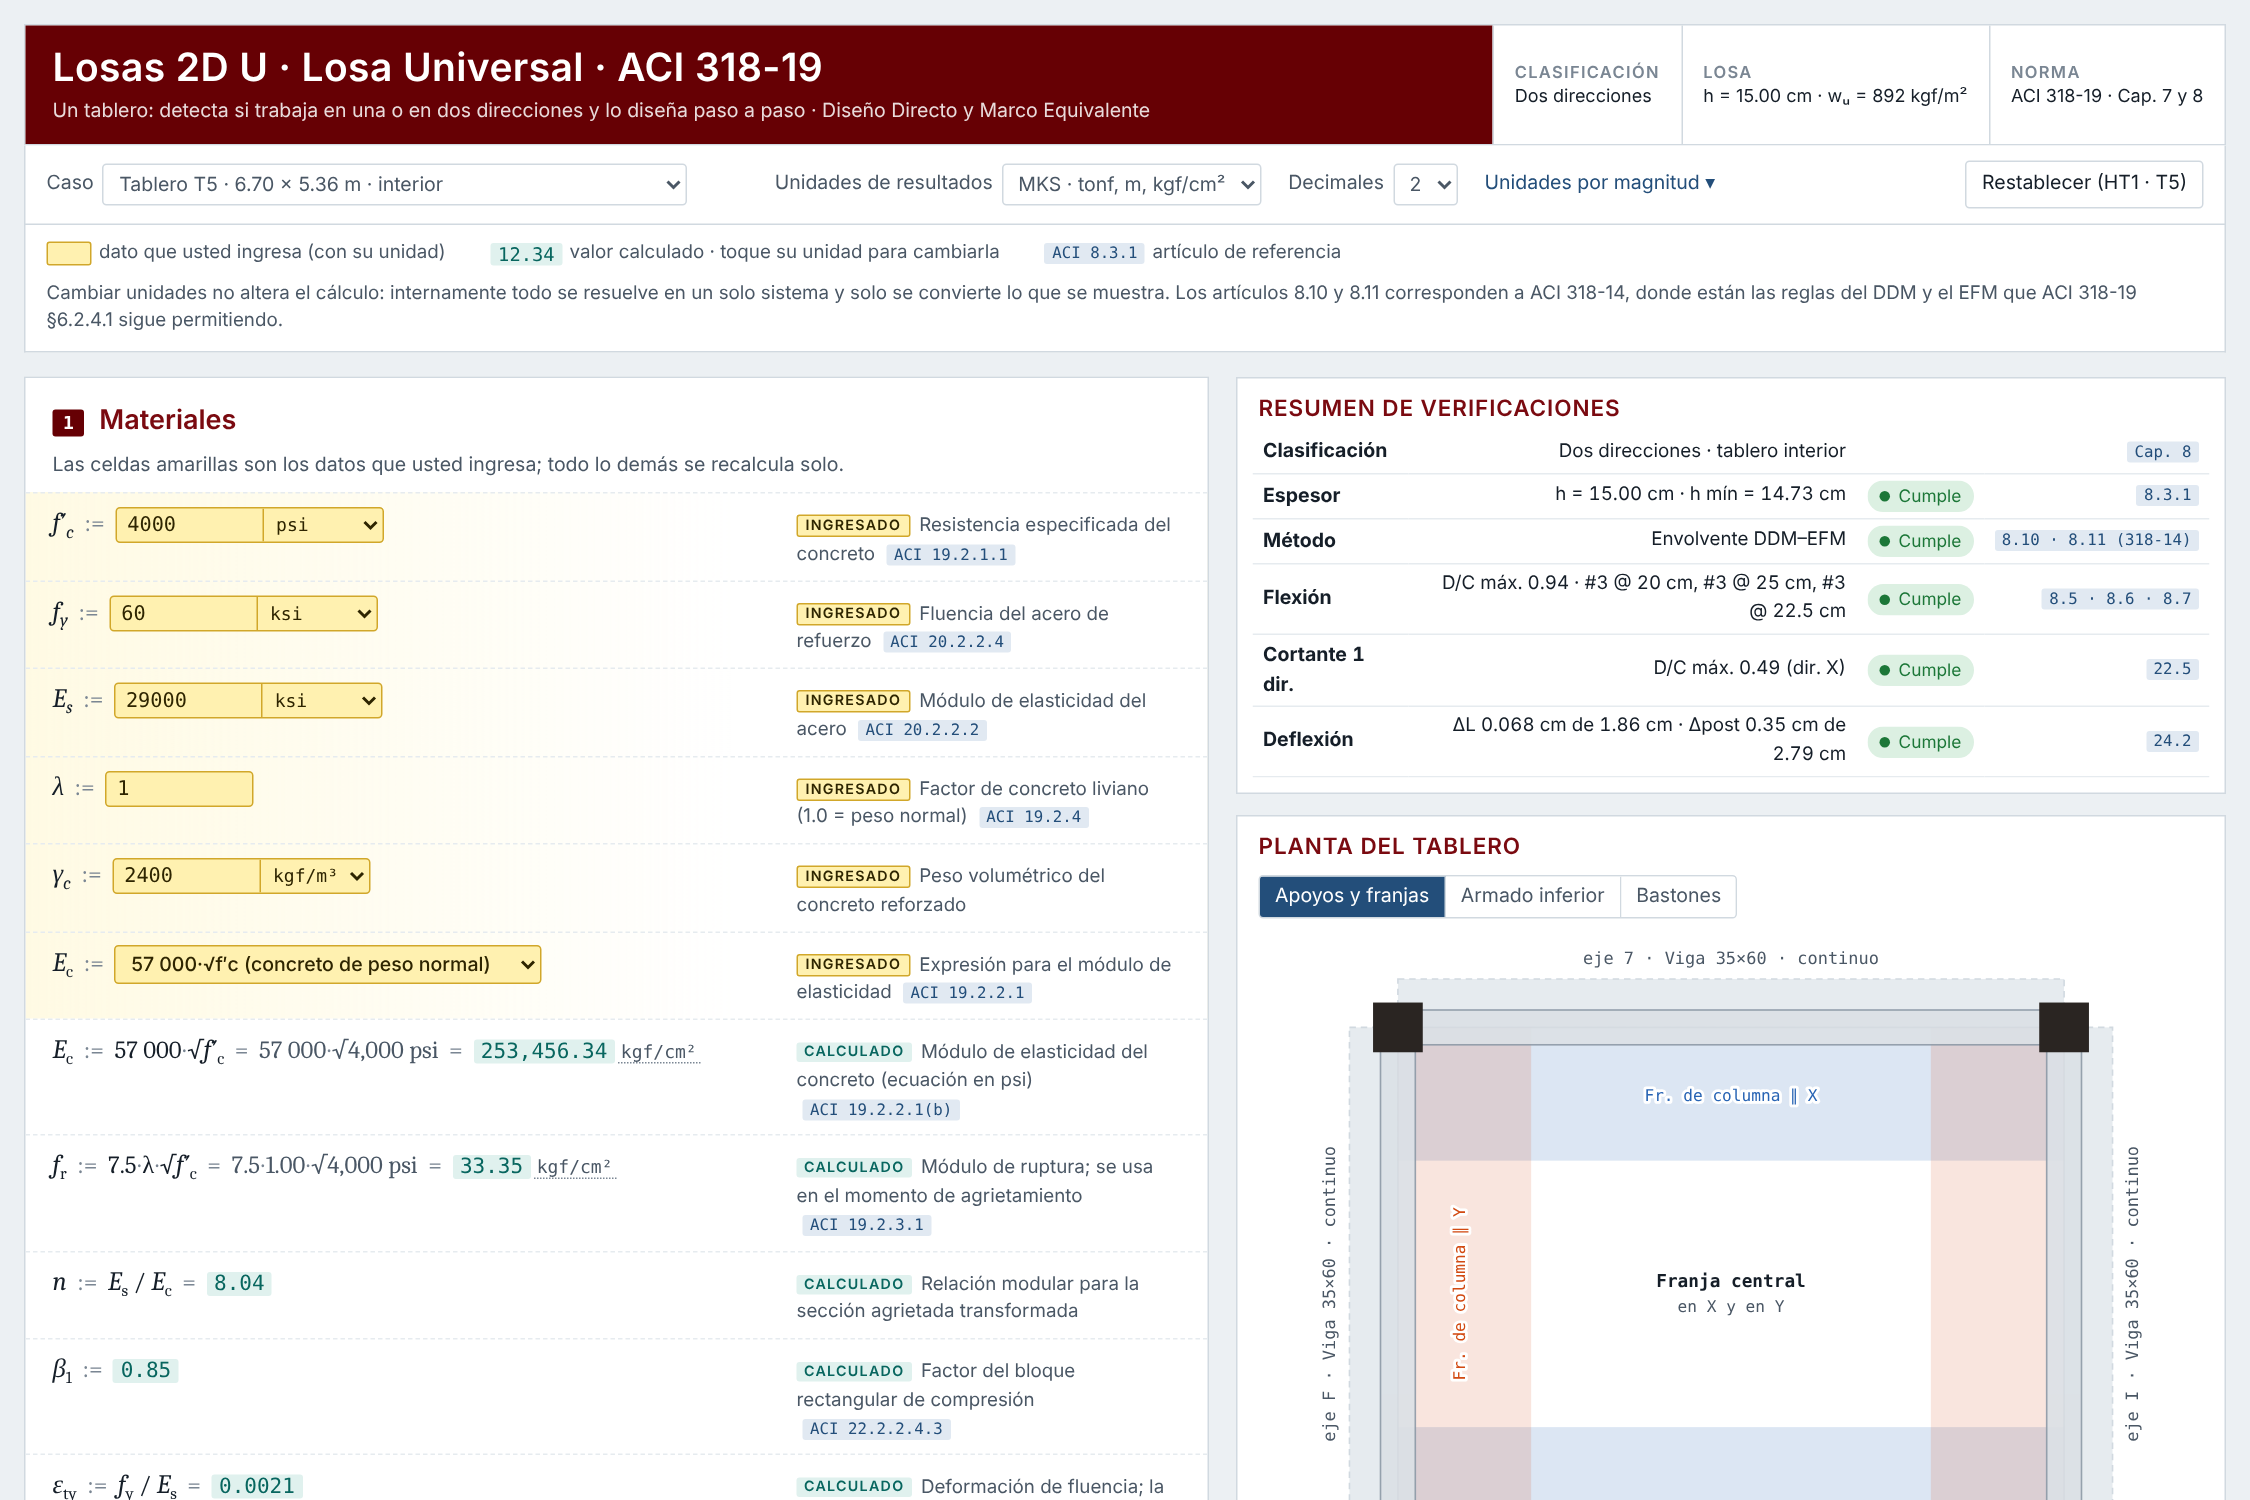 Losas 2D U · Losa Universal · ACI 318-19
Un tablero: detecta si trabaja en una o en dos direcciones y lo diseña paso a paso · Diseño Directo y Marco Equivalente
CLASIFICACIÓN
Dos direcciones
LOSA
h = 15.00 cm · wᵤ = 892 kgf/m²
NORMA
ACI 318-19 · Cap. 7 y 8
Caso Tablero T5 · 6.70 × 5.36 m · interior Unidades de resultados MKS · tonf, m, kgf/cm² Decimales 2 Unidades por magnitud ▾ Restablecer (HT1 · T5)
dato que usted ingresa (con su unidad) 12.34 valor calculado · toque su unidad para cambiarla ACI 8.3.1 artículo de referencia
Cambiar unidades no altera el cálculo: internamente todo se resuelve en un solo sistema y solo se convierte lo que se muestra. Los artículos 8.10 y 8.11 corresponden a ACI 318-14, donde están las reglas del DDM y el EFM que ACI 318-19
§6.2.4.1 sigue permitiendo.
1 Materiales
Las celdas amarillas son los datos que usted ingresa; todo lo demás se recalcula solo.
f′c := 4000 psi
INGRESADO Resistencia especificada del
concreto ACI 19.2.1.1
fy := 60 ksi
INGRESADO Fluencia del acero de
refuerzo ACI 20.2.2.4
Es := 29000 ksi
INGRESADO Módulo de elasticidad del
acero ACI 20.2.2.2
λ := 1
INGRESADO Factor de concreto liviano
(1.0 = peso normal) ACI 19.2.4
γc := 2400 kgf/m³
INGRESADO Peso volumétrico del
concreto reforzado
Ec := 57 000·√f′c (concreto de peso normal)
INGRESADO Expresión para el módulo de
elasticidad ACI 19.2.2.1
Ec := 57 000·√f′c = 57 000·√4,000 psi = 253,456.34 kgf/cm²
CALCULADO Módulo de elasticidad del
concreto (ecuación en psi)
ACI 19.2.2.1(b)
fr := 7.5·λ·√f′c = 7.5·1.00·√4,000 psi = 33.35 kgf/cm²
CALCULADO Módulo de ruptura; se usa
en el momento de agrietamiento
ACI 19.2.3.1
n := Es / Ec = 8.04
CALCULADO Relación modular para la
sección agrietada transformada
β1 := 0.85
CALCULADO Factor del bloque
rectangular de compresión
ACI 22.2.2.4.3
εty := fy / Es = 0.0021
CALCULADO Deformación de fluencia; la
RESUMEN DE VERIFICACIONES
Clasificación Dos direcciones · tablero interior Cap. 8
Espesor h = 15.00 cm · h mín = 14.73 cm Cumple 8.3.1
Método Envolvente DDM–EFM Cumple 8.10 · 8.11 (318-14)
Flexión D/C máx. 0.94 · #3 @ 20 cm, #3 @ 25 cm, #3
@ 22.5 cm Cumple 8.5 · 8.6 · 8.7
Cortante 1
dir. D/C máx. 0.49 (dir. X) Cumple 22.5
Deflexión ΔL 0.068 cm de 1.86 cm · Δpost 0.35 cm de
2.79 cm Cumple 24.2
PLANTA DEL TABLERO
Apoyos y franjas Armado inferior Bastones
eje 7 · Viga 35×60 · continuo
Fr. de columna ∥ X
eje F · Viga 35×60 · continuo
Fr. de columna ∥ Y
Franja central
en X y en Y
eje I · Viga 35×60 · continuo